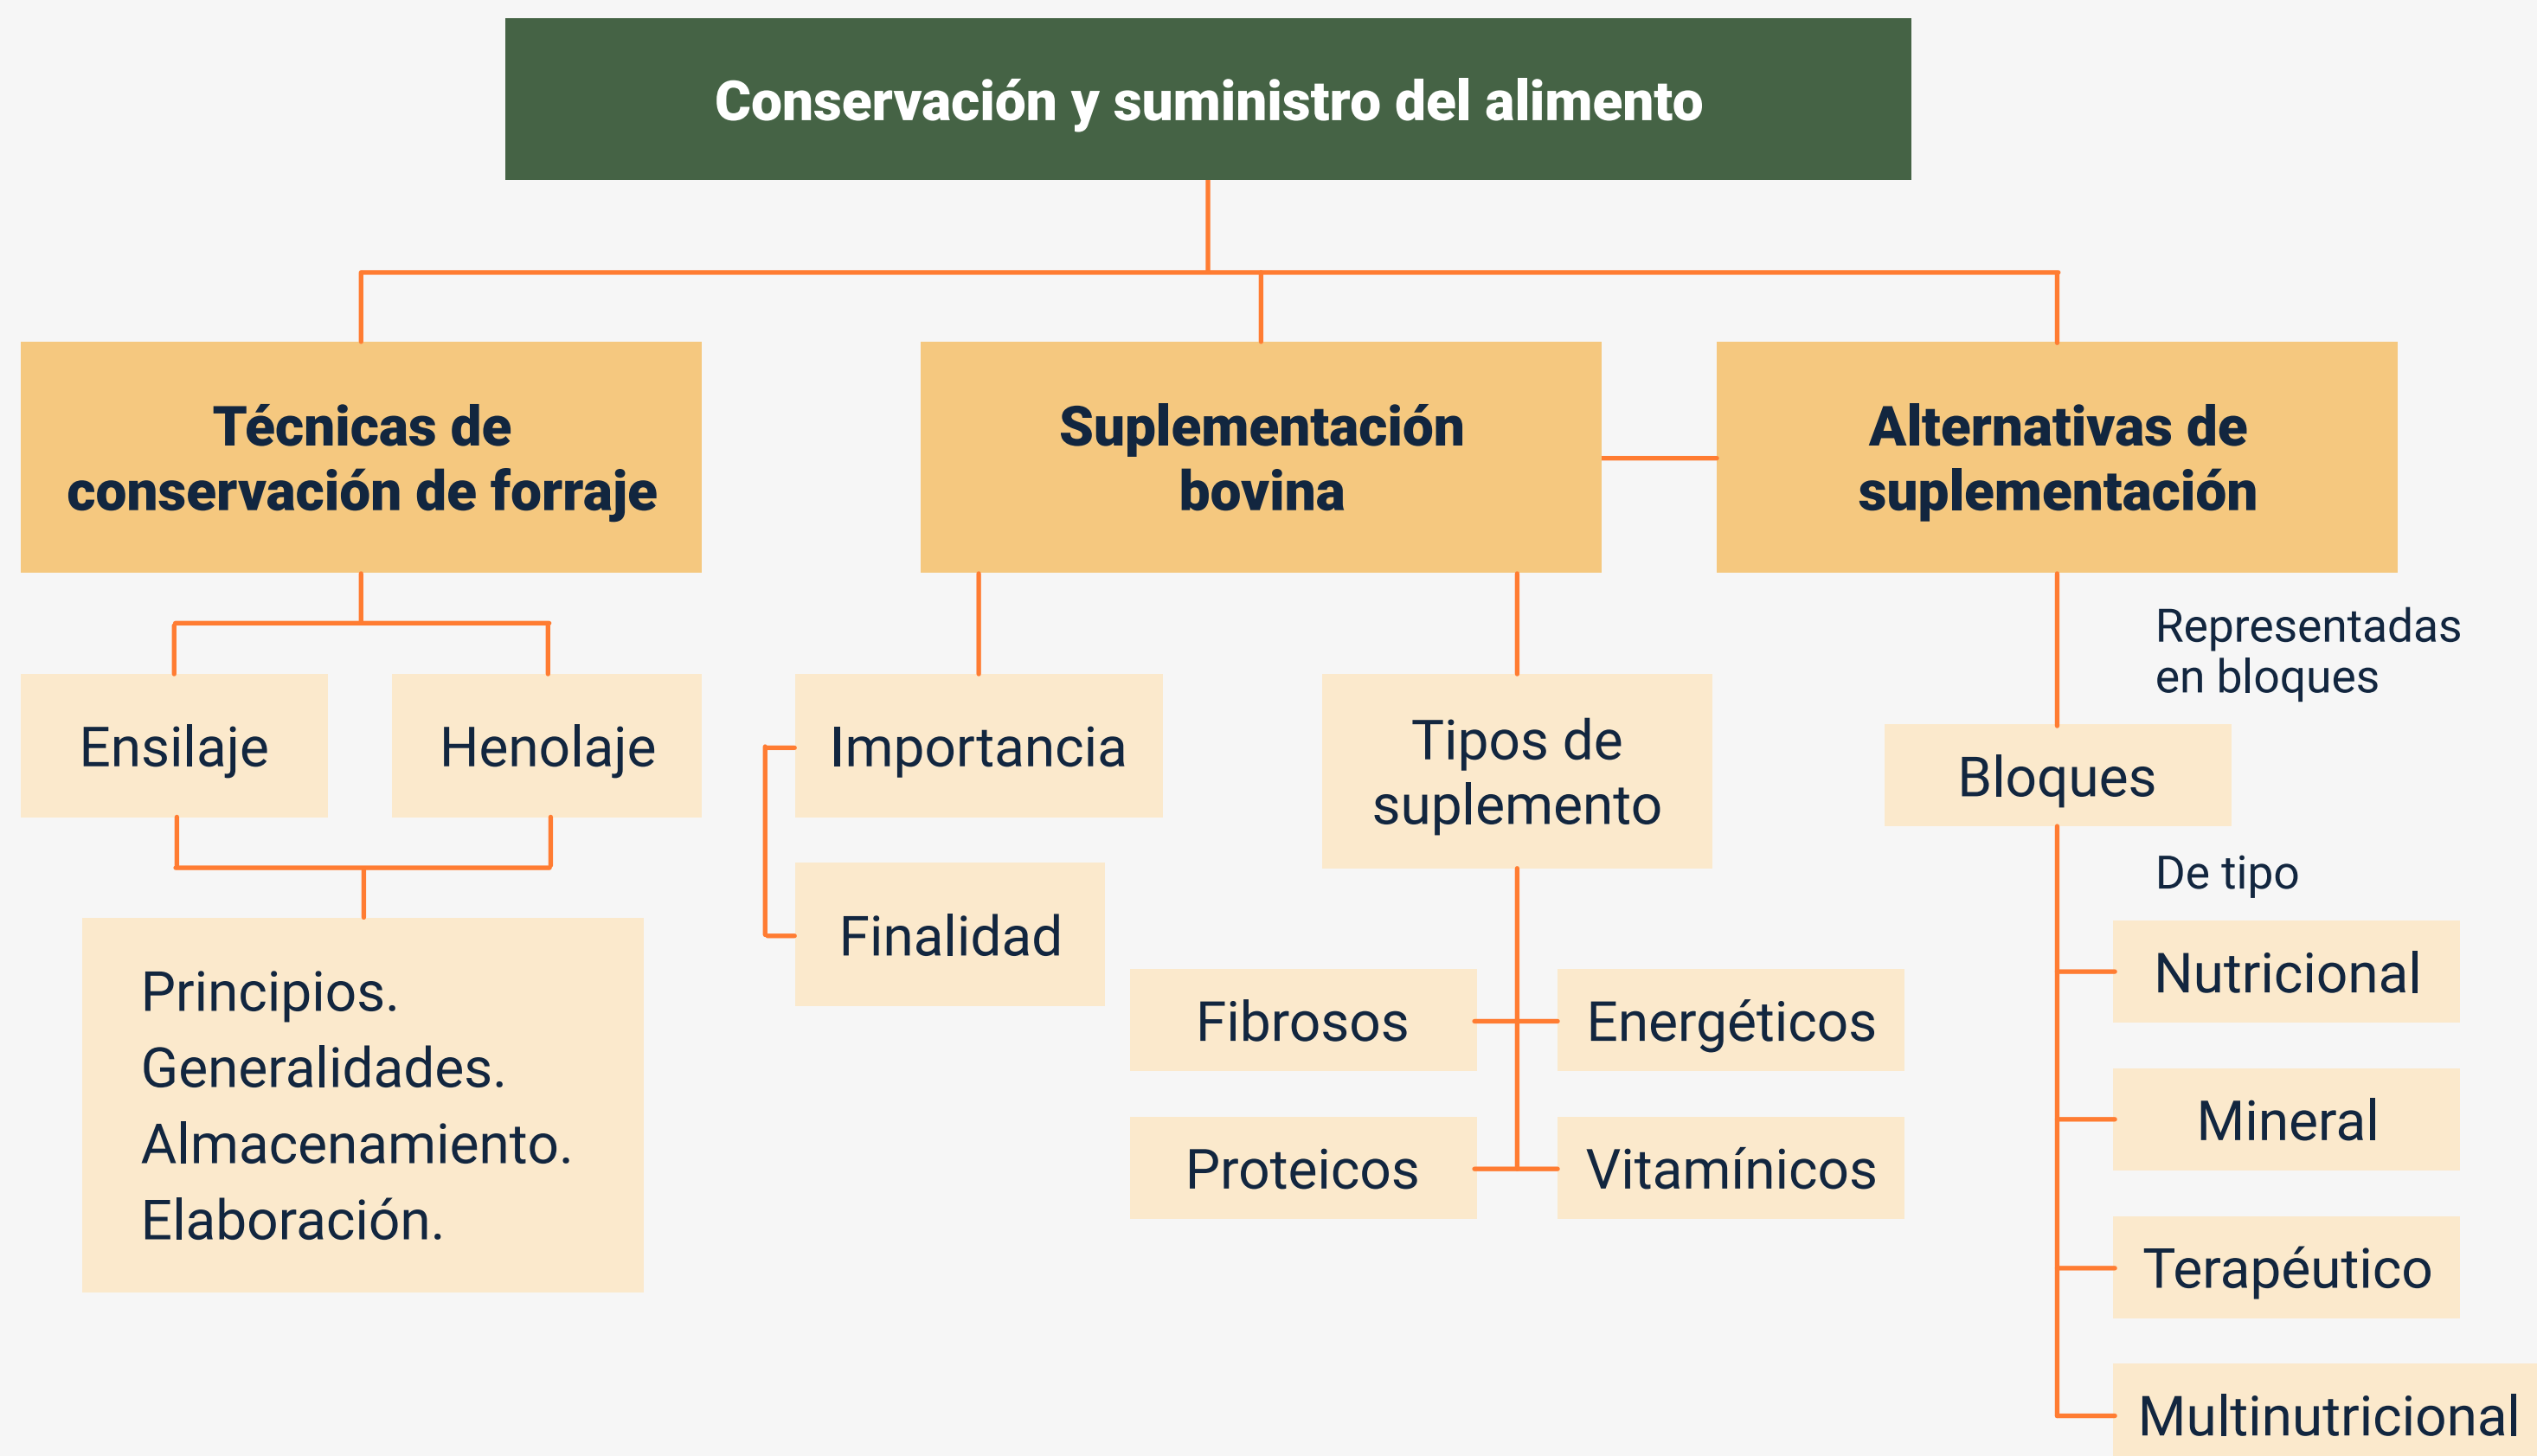 Conservación y suministro del alimento
Técnicas de
conservación de forraje
Suplementación
bovina
Alternativas de
suplementación
Ensilaje
Henolaje
Principios.
Generalidades.
Almacenamiento.
Elaboración.
Importancia
Finalidad
Tipos de
suplemento
Fibrosos
Energéticos
Proteicos
Vitamínicos
Representadas
en bloques
Bloques
De tipo
Nutricional
Mineral
Terapéutico
Multinutricional